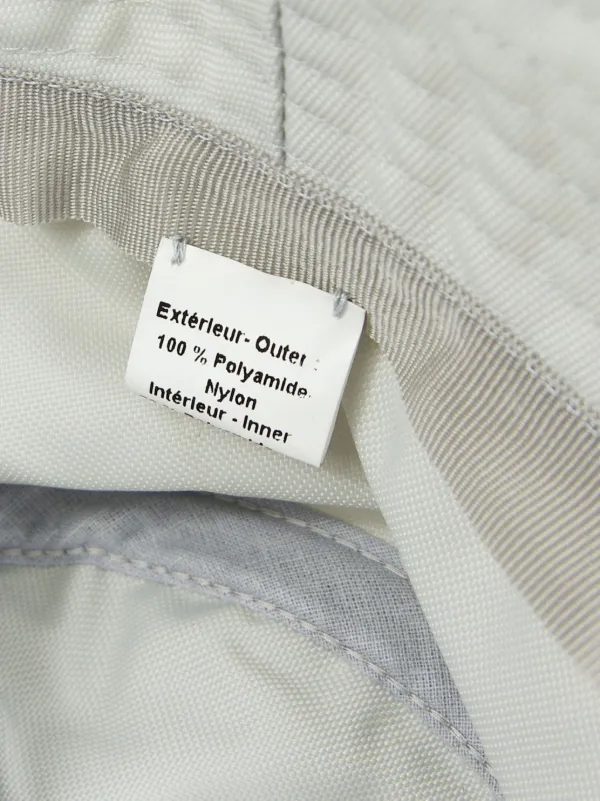 Extérieur- Outer :
100 % Polyamide
Nylon
Intérieur - Inner